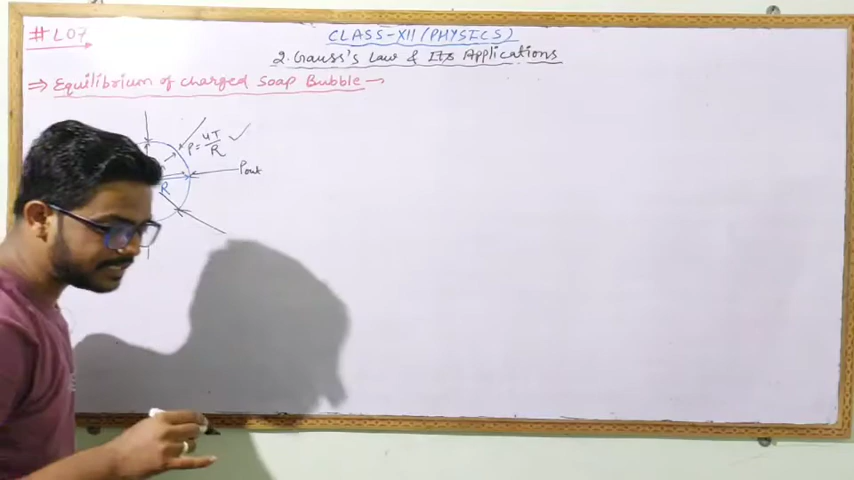 #L07
CLASS-XII (PHYSICS)
2. Gauss's Law & Its Applications
⇒ Equilibrium of charged Soap Bubble →
P = 4T/R ✓
Pout
R